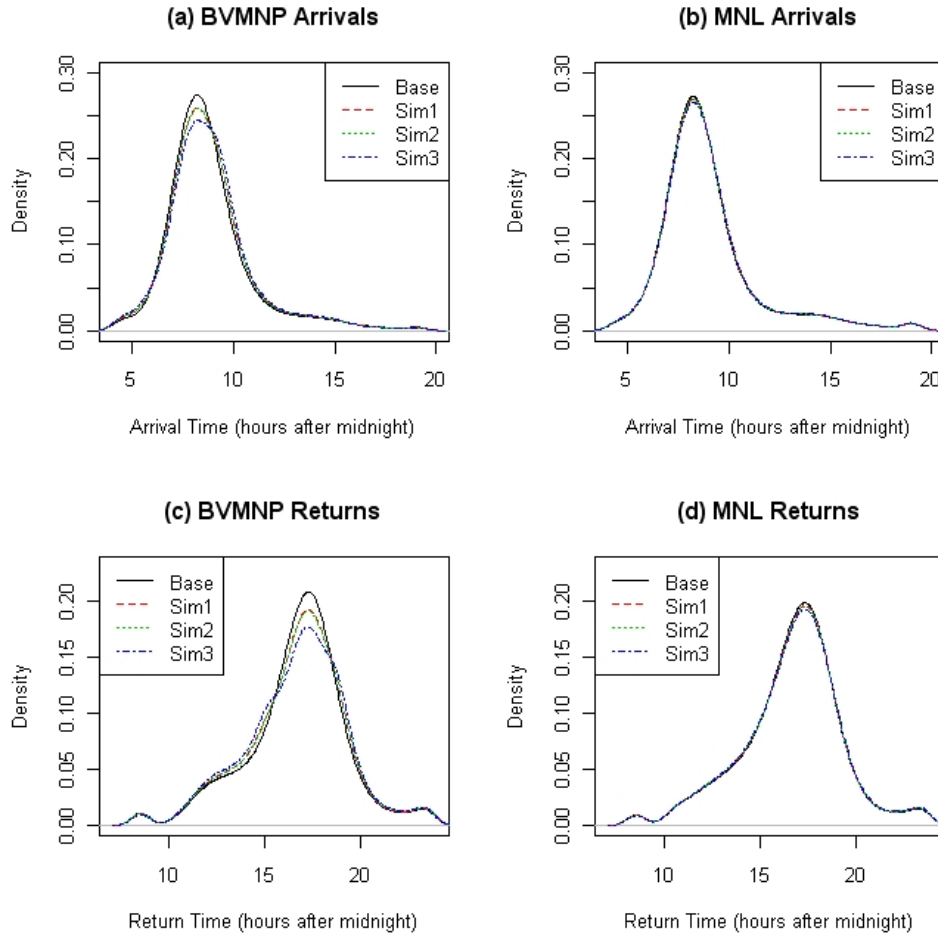 (a) BVMNP Arrivals
0.00
0.10
0.20
0.30
Density
Base
Sim1
Sim2
Sim3
5
10
15
20
Arrival Time (hours after midnight)
(b) MNL Arrivals
0.00
0.10
0.20
0.30
Density
Base
Sim1
Sim2
Sim3
5
10
15
20
Arrival Time (hours after midnight)
(c) BVMNP Returns
0.00
0.05
0.10
0.15
0.20
Density
Base
Sim1
Sim2
Sim3
10
15
20
Return Time (hours after midnight)
(d) MNL Returns
0.00
0.05
0.10
0.15
0.20
Density
Base
Sim1
Sim2
Sim3
10
15
20
Return Time (hours after midnight)